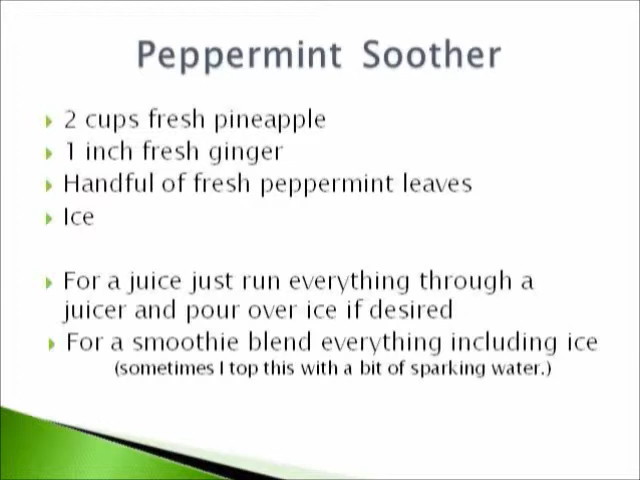 Peppermint Soother
2 cups fresh pineapple
1 inch fresh ginger
Handful of fresh peppermint leaves
Ice
For a juice just run everything through a
juicer and pour over ice if desired
For a smoothie blend everything including ice
(sometimes I top this with a bit of sparking water.)